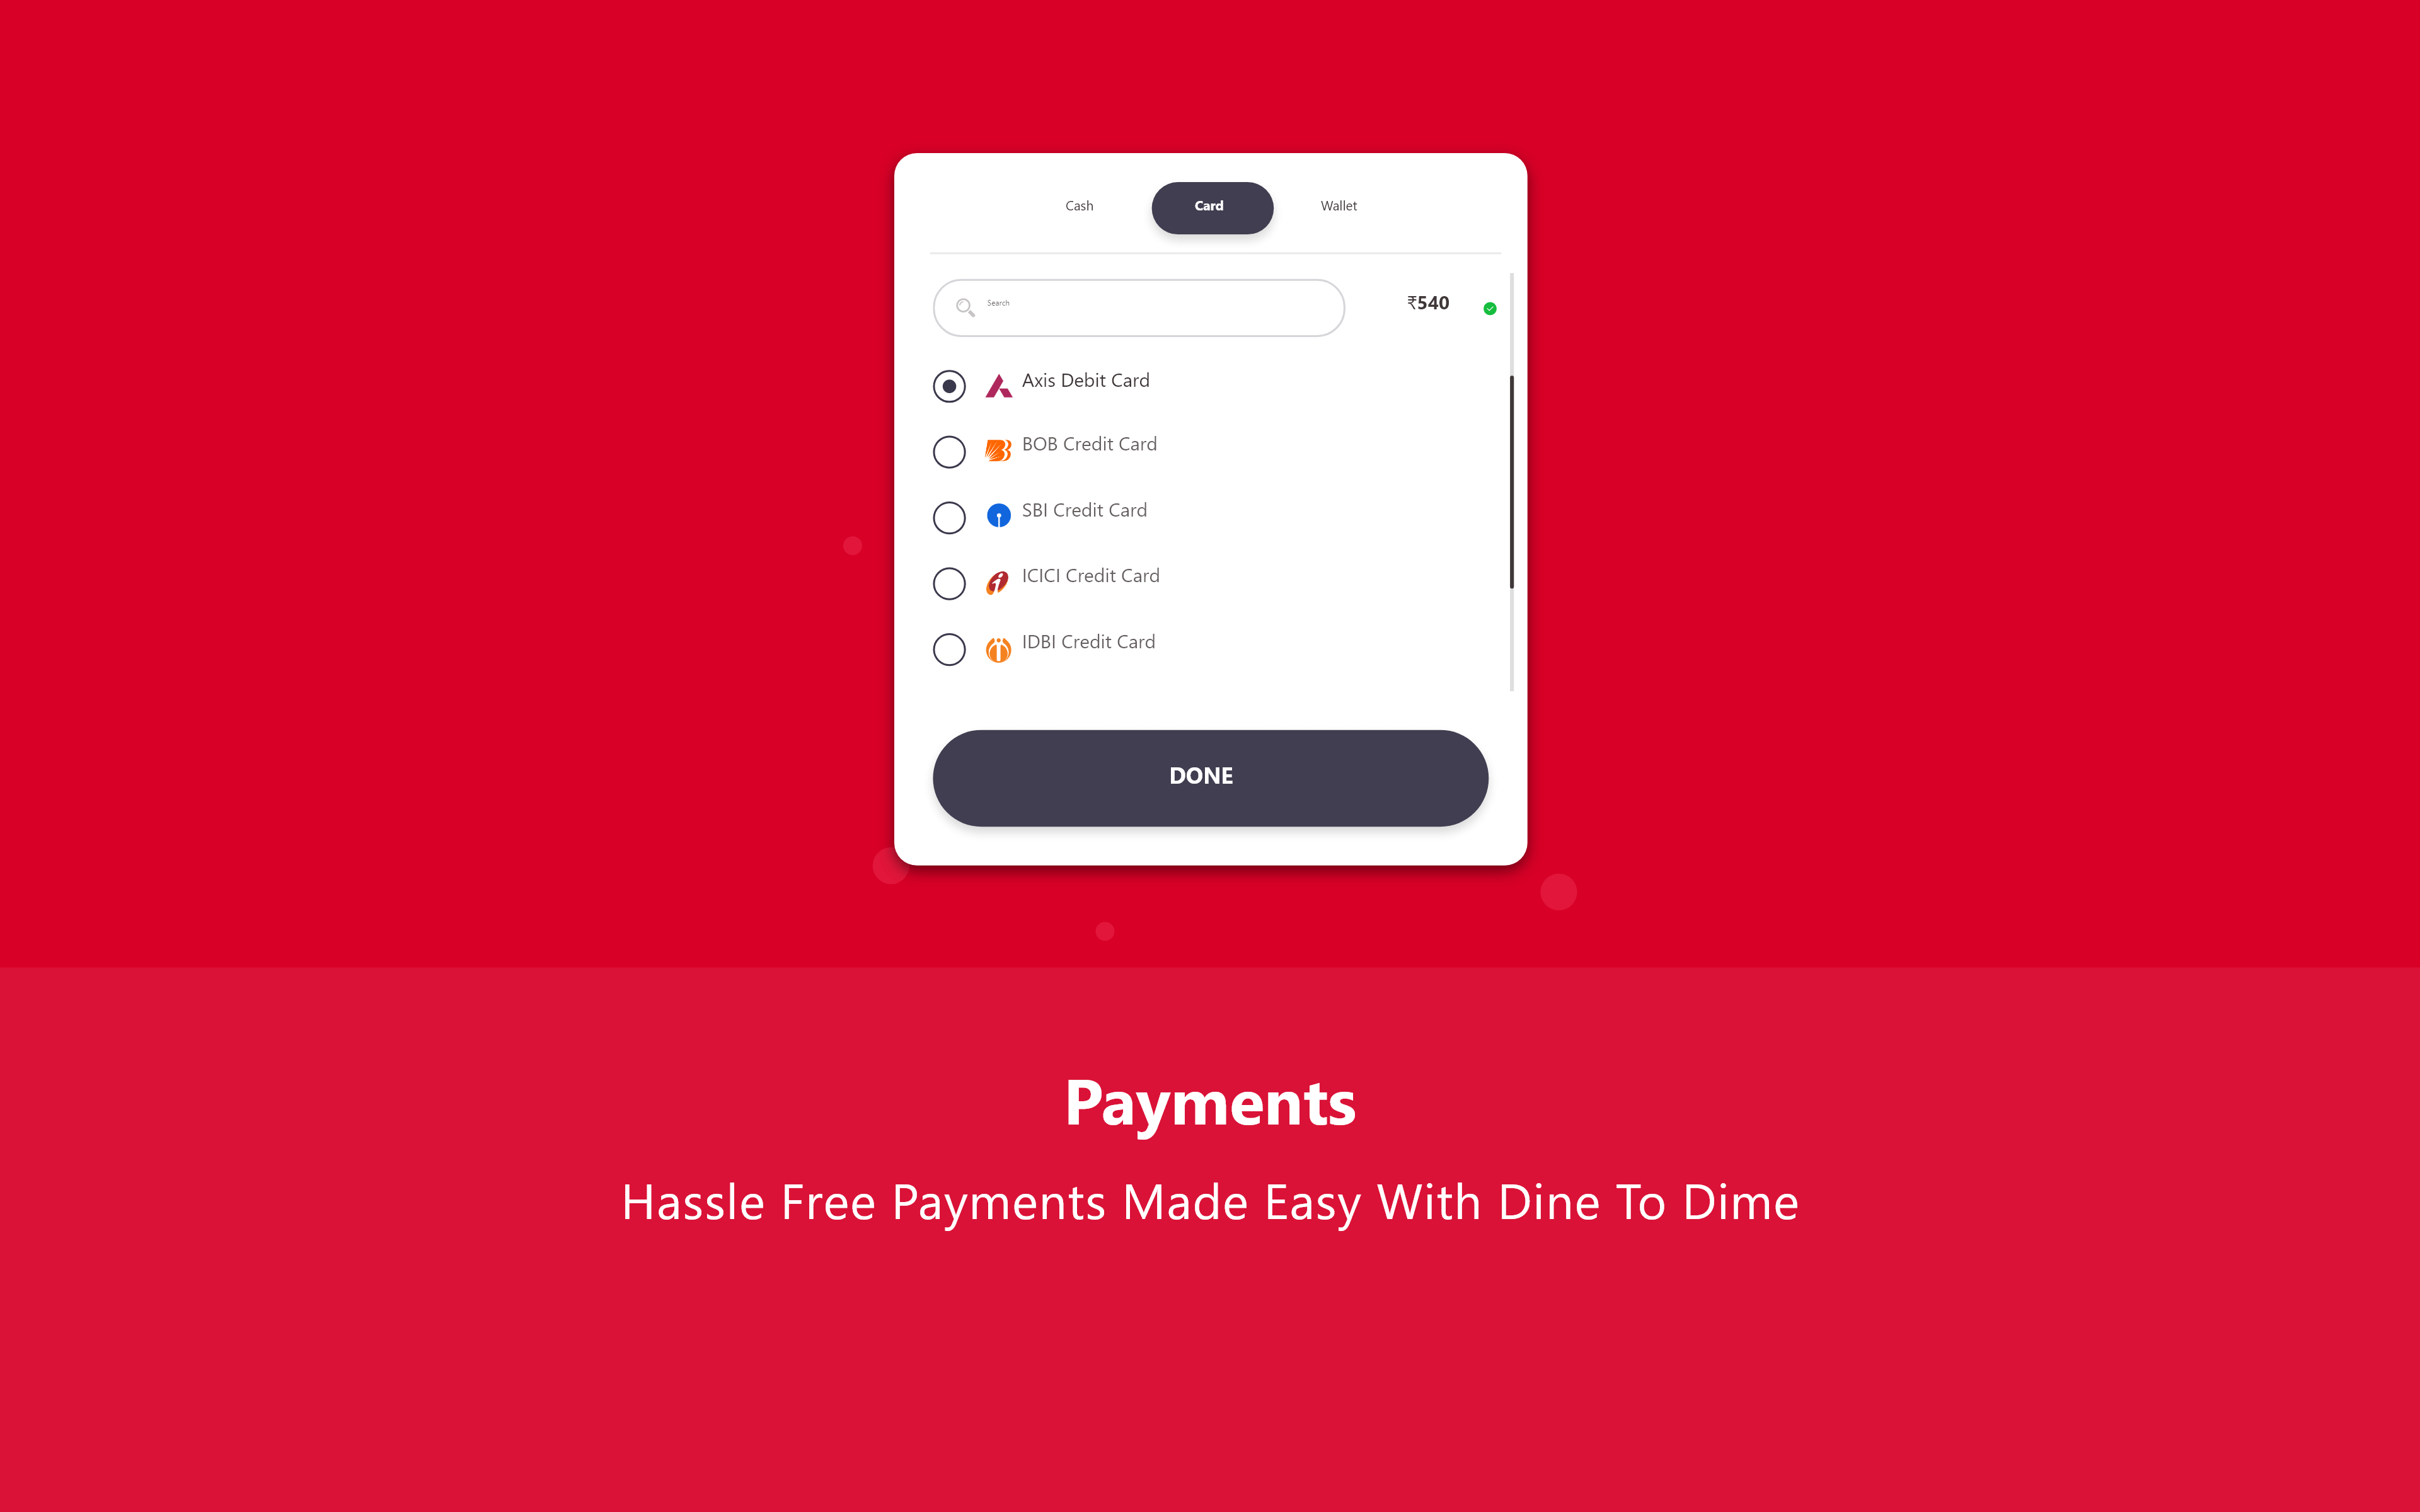 Cash Card Wallet
Search ₹540
Axis Debit Card
BOB Credit Card
SBI Credit Card
ICICI Credit Card
IDBI Credit Card
DONE
Payments
Hassle Free Payments Made Easy With Dine To Dime